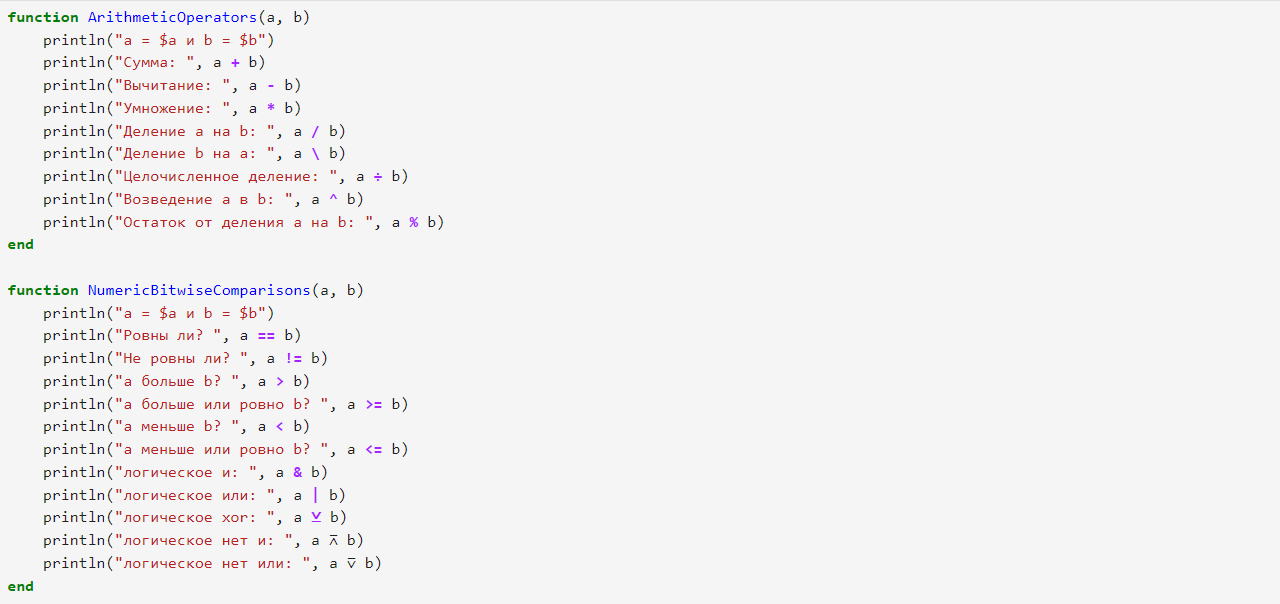 function ArithmeticOperators(a, b)
    println("a = $a и b = $b")
    println("Сумма: ", a + b)
    println("Вычитание: ", a - b)
    println("Умножение: ", a * b)
    println("Деление a на b: ", a / b)
    println("Деление b на a: ", a \ b)
    println("Целочисленное деление: ", a ÷ b)
    println("Возведение a в b: ", a ^ b)
    println("Остаток от деления a на b: ", a % b)
end

function NumericBitwiseComparisons(a, b)
    println("a = $a и b = $b")
    println("Ровны ли? ", a == b)
    println("Не ровны ли? ", a != b)
    println("a больше b? ", a > b)
    println("a больше или ровно b? ", a >= b)
    println("a меньше b? ", a < b)
    println("a меньше или ровно b? ", a <= b)
    println("логическое и: ", a & b)
    println("логическое или: ", a | b)
    println("логическое хог: ", a ⊻ b)
    println("логическое нет и: ", a ⊼ b)
    println("логическое нет или: ", a ⊽ b)
end